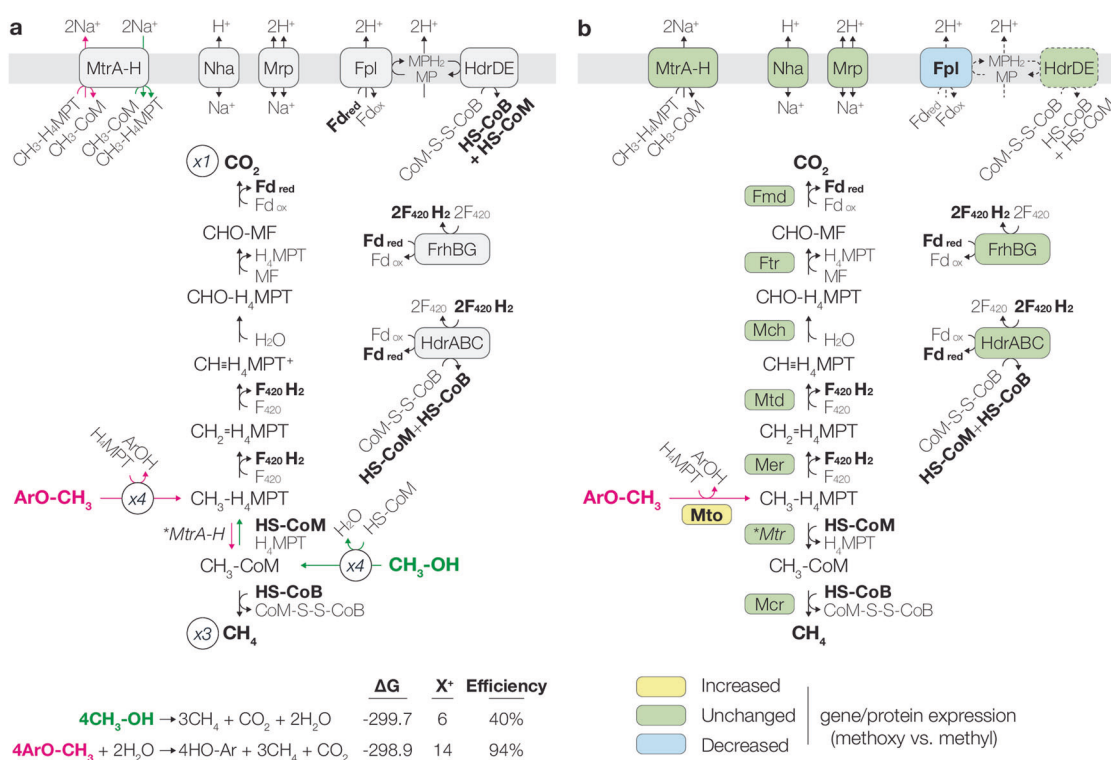 a
2Na⁺ 2Na⁺ H⁺ 2H⁺ 2H⁺ 2H⁺
MtrA-H Nha Mrp Fpl MPH₂ HdrDE
MP
Na⁺ Na⁺ Fdred Fdox
CH₃-H₄MPT
CH₃-CoM
CH₃-CoM
CH₃-H₄MPT
CoM-S-S-CoB
HS-CoB
+ HS-CoM
x1 CO₂
Fd red
Fd ox
CHO-MF
H₄MPT
MF
CHO-H₄MPT
H₂O
CH≡H₄MPT⁺
F₄₂₀ H₂
F₄₂₀
CH₂=H₄MPT
F₄₂₀ H₂
F₄₂₀
H₄MPT
ArOH
ArO-CH₃ x4 CH₃-H₄MPT
*MtrA-H
HS-CoM
H₄MPT
H₂O
HS-CoM
CH₃-CoM x4 CH₃-OH
HS-CoB
CoM-S-S-CoB
x3 CH₄
2F₄₂₀ H₂ 2F₄₂₀
Fd red
Fd ox
FrhBG
2F₄₂₀ 2F₄₂₀ H₂
Fd ox
Fd red
HdrABC
CoM-S-S-CoB
HS-CoM+HS-CoB
ΔG X⁺ Efficiency
4CH₃-OH → 3CH₄ + CO₂ + 2H₂O -299.7 6 40%
4ArO-CH₃ + 2H₂O → 4HO-Ar + 3CH₄ + CO₂ -298.9 14 94%
b
2Na⁺ H⁺ 2H⁺ 2H⁺ 2H⁺
MtrA-H Nha Mrp Fpl MPH₂ HdrDE
MP
Na⁺ Na⁺ Fdred Fdox
CH₃-H₄MPT
CH₃-CoM
CoM-S-S-CoB
HS-CoB
+ HS-CoM
CO₂
Fmd
Fd red
Fd ox
CHO-MF
Ftr
H₄MPT
MF
CHO-H₄MPT
Mch
H₂O
CH≡H₄MPT
Mtd
F₄₂₀ H₂
F₄₂₀
CH₂=H₄MPT
Mer
F₄₂₀ H₂
F₄₂₀
H₄MPT
ArOH
ArO-CH₃ CH₃-H₄MPT
Mto
*Mtr
HS-CoM
H₄MPT
CH₃-CoM
Mcr
HS-CoB
CoM-S-S-CoB
CH₄
2F₄₂₀ H₂ 2F₄₂₀
Fd red
Fd ox
FrhBG
2F₄₂₀ 2F₄₂₀ H₂
Fd ox
Fd red
HdrABC
CoM-S-S-CoB
HS-CoM+HS-CoB
Increased
Unchanged
Decreased
gene/protein expression
(methoxy vs. methyl)